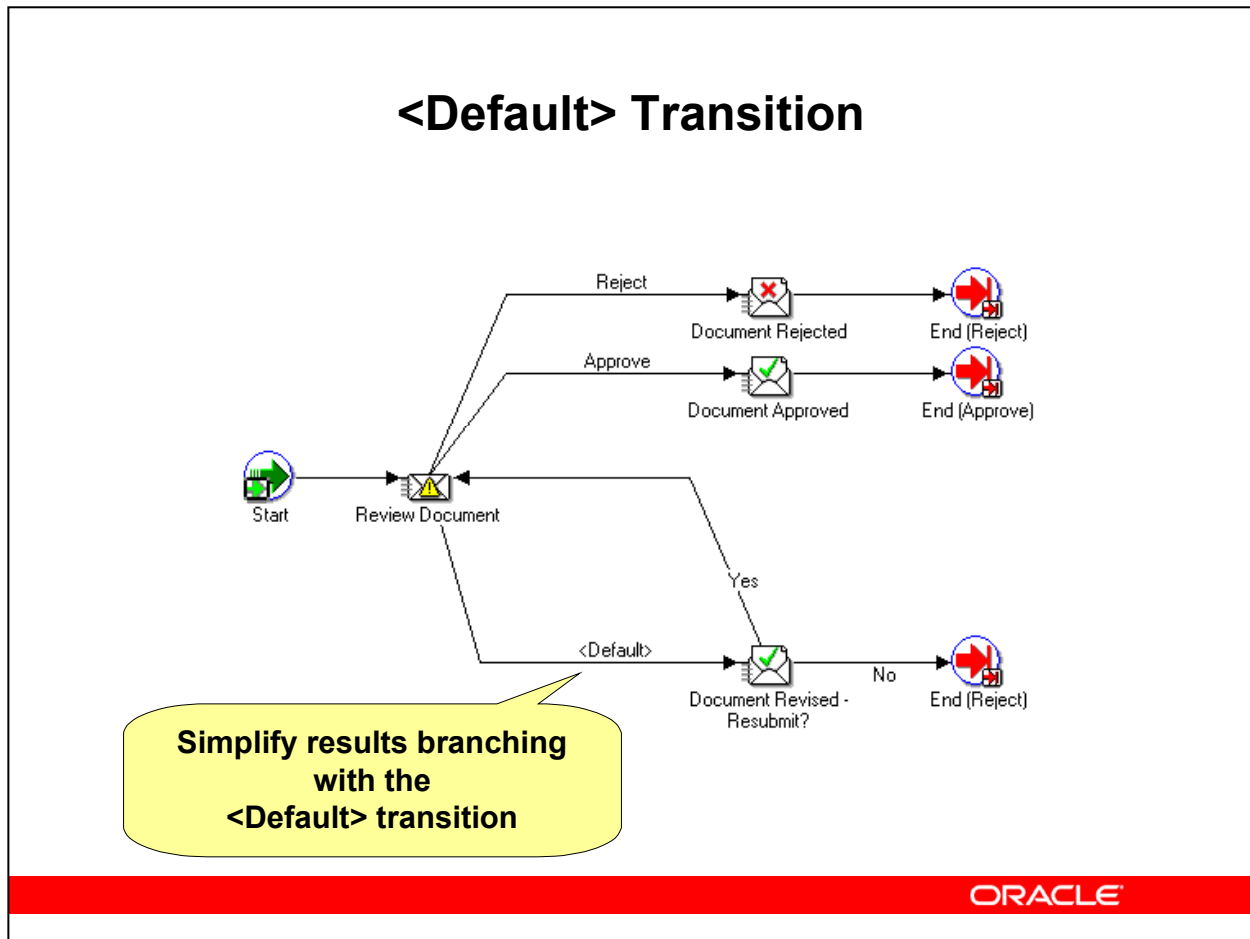 <Default> Transition
Reject
Document Rejected
End (Reject)
Approve
Document Approved
End (Approve)
Start
Review Document
Yes
<Default>
No
Document Revised -
Resubmit?
End (Reject)
Simplify results branching
with the
<Default> transition
ORACLE